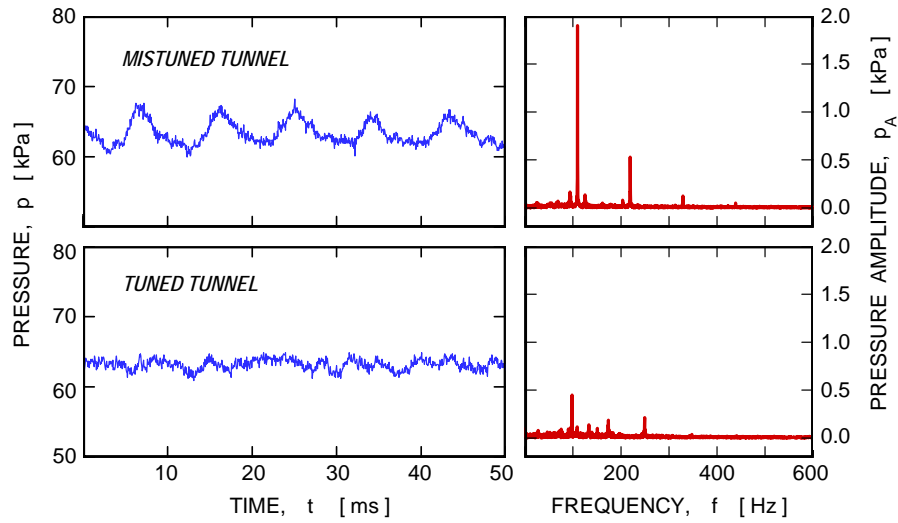 80
70
60
MISTUNED TUNNEL
2.0
1.5
1.0
0.5
0.0
80
70
60
50
TUNED TUNNEL
2.0
1.5
1.0
0.5
0.0
10 20 30 40 50
200 400 600
PRESSURE, p [ kPa ]
TIME, t [ ms ]
FREQUENCY, f [ Hz ]
PRESSURE AMPLITUDE, p_A [ kPa ]